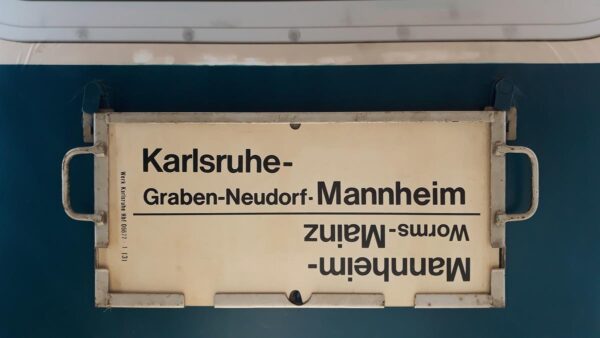 Karlsruhe-
Graben-Neudorf-Mannheim
Mannheim-
Worms-Mainz